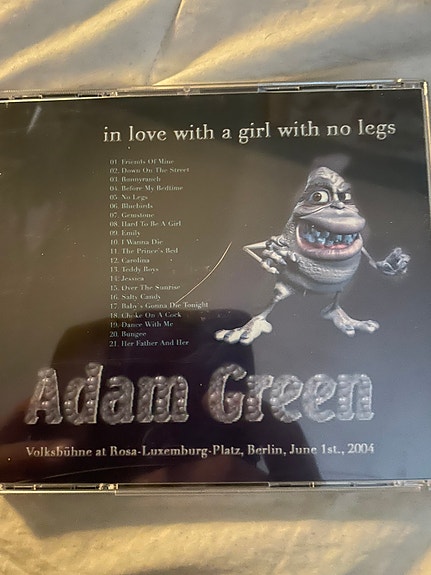 in love with a girl with no legs
01. Friends Of Mine
02. Down On The Street
03. Bunnyranch
04. Before My Bedtime
05. No Legs
06. Bluebirds
07. Gemstone
08. Hard To Be A Girl
09. Emily
10. I Wanna Die
11. The Prince's Bed
12. Carolina
13. Teddy Boys
14. Jessica
15. Over The Sunrise
16. Salty Candy
17. Baby's Gonna Die Tonight
18. Choke On A Cock
19. Dance With Me
20. Bungee
21. Her Father And Her
Adam Green
Volksbühne at Rosa-Luxemburg-Platz, Berlin, June 1st., 2004